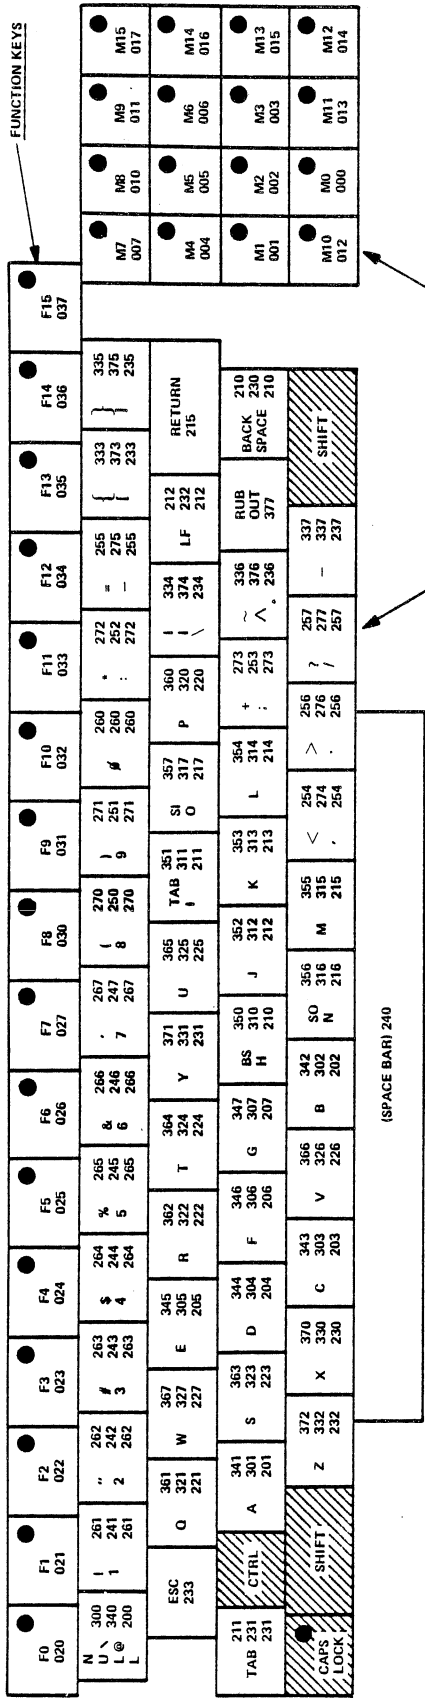 FUNCTION KEYS
F0 F1 F2 F3 F4 F5 F6 F7 F8 F9 F10 F11 F12 F13 F14 F15
020 021 022 023 024 025 026 027 030 031 032 033 034 035 036 037
N U L L \ @ 300 340 200
! 1 261 241 261
" 2 262 242 262
# 3 263 243 263
$ 4 264 244 264
% 5 265 245 265
& 6 266 246 266
' 7 267 247 267
( 8 270 250 270
) 9 271 251 271
Ø 260 260 260
* : 272 252 272
= – 255 275 255
{ [ 333 373 233
} ] 335 375 235
ESC 233
Q 361 321 221
W 367 327 227
E 345 305 205
R 362 322 222
T 364 324 224
Y 371 331 231
U 365 325 225
TAB I 351 311 211
SI O 357 317 217
P 360 320 220
| \ 334 374 234
LF 212 232 212
RETURN 215
TAB 211 231 231
CTRL
A 341 301 201
S 363 323 223
D 344 304 204
F 346 306 206
G 347 307 207
BS H 350 310 210
J 352 312 212
K 353 313 213
L 354 314 214
+ ; 273 253 273
~ ^ 336 376 236
RUB OUT 377
BACK SPACE 210 230 210
CAPS LOCK
SHIFT
Z 372 332 232
X 370 330 230
C 343 303 203
V 366 326 226
B 342 302 202
SO N 356 316 216
M 355 315 215
< , 254 274 254
> . 256 276 256
? / 257 277 257
– 337 337 237
SHIFT
(SPACE BAR) 240
M7 M8 M9 M15
007 010 011 017
M4 M5 M6 M14
004 005 006 016
M1 M2 M3 M13
001 002 003 015
M10 M0 M11 M12
012 000 013 014